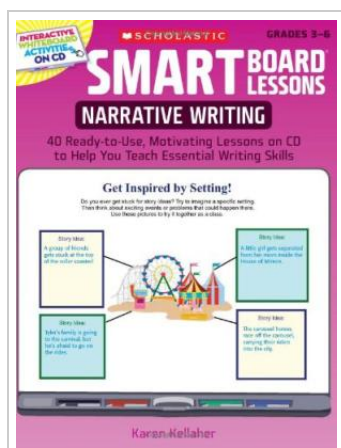 INTERACTIVE
WHITEBOARD
ACTIVITIES
ON CD
SCHOLASTIC
GRADES 3–6
SMART BOARD®
LESSONS
NARRATIVE WRITING
40 Ready-to-Use, Motivating Lessons on CD
to Help You Teach Essential Writing Skills
Get Inspired by Setting!
Do you ever get stuck for story ideas? Try to imagine a specific setting.
Then think about exciting events or problems that could happen there.
Use these pictures to try it together as a class.
Story Idea:
A group of friends
gets stuck at the top
of the roller coaster!
Story Idea:
A little girl gets separated
from her mom inside the
House of Mirrors.
Story Idea:
Jake's family is going
to the carnival, but
he's afraid to go on
the rides.
Story Idea:
The carousel horses
race off the carousel,
carrying their riders
into the city.
Karen Kellaher